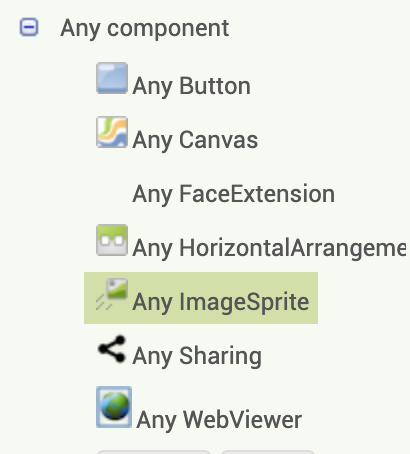 Any component
Any Button
Any Canvas
Any FaceExtension
Any HorizontalArrangeme
Any ImageSprite
Any Sharing
Any WebViewer